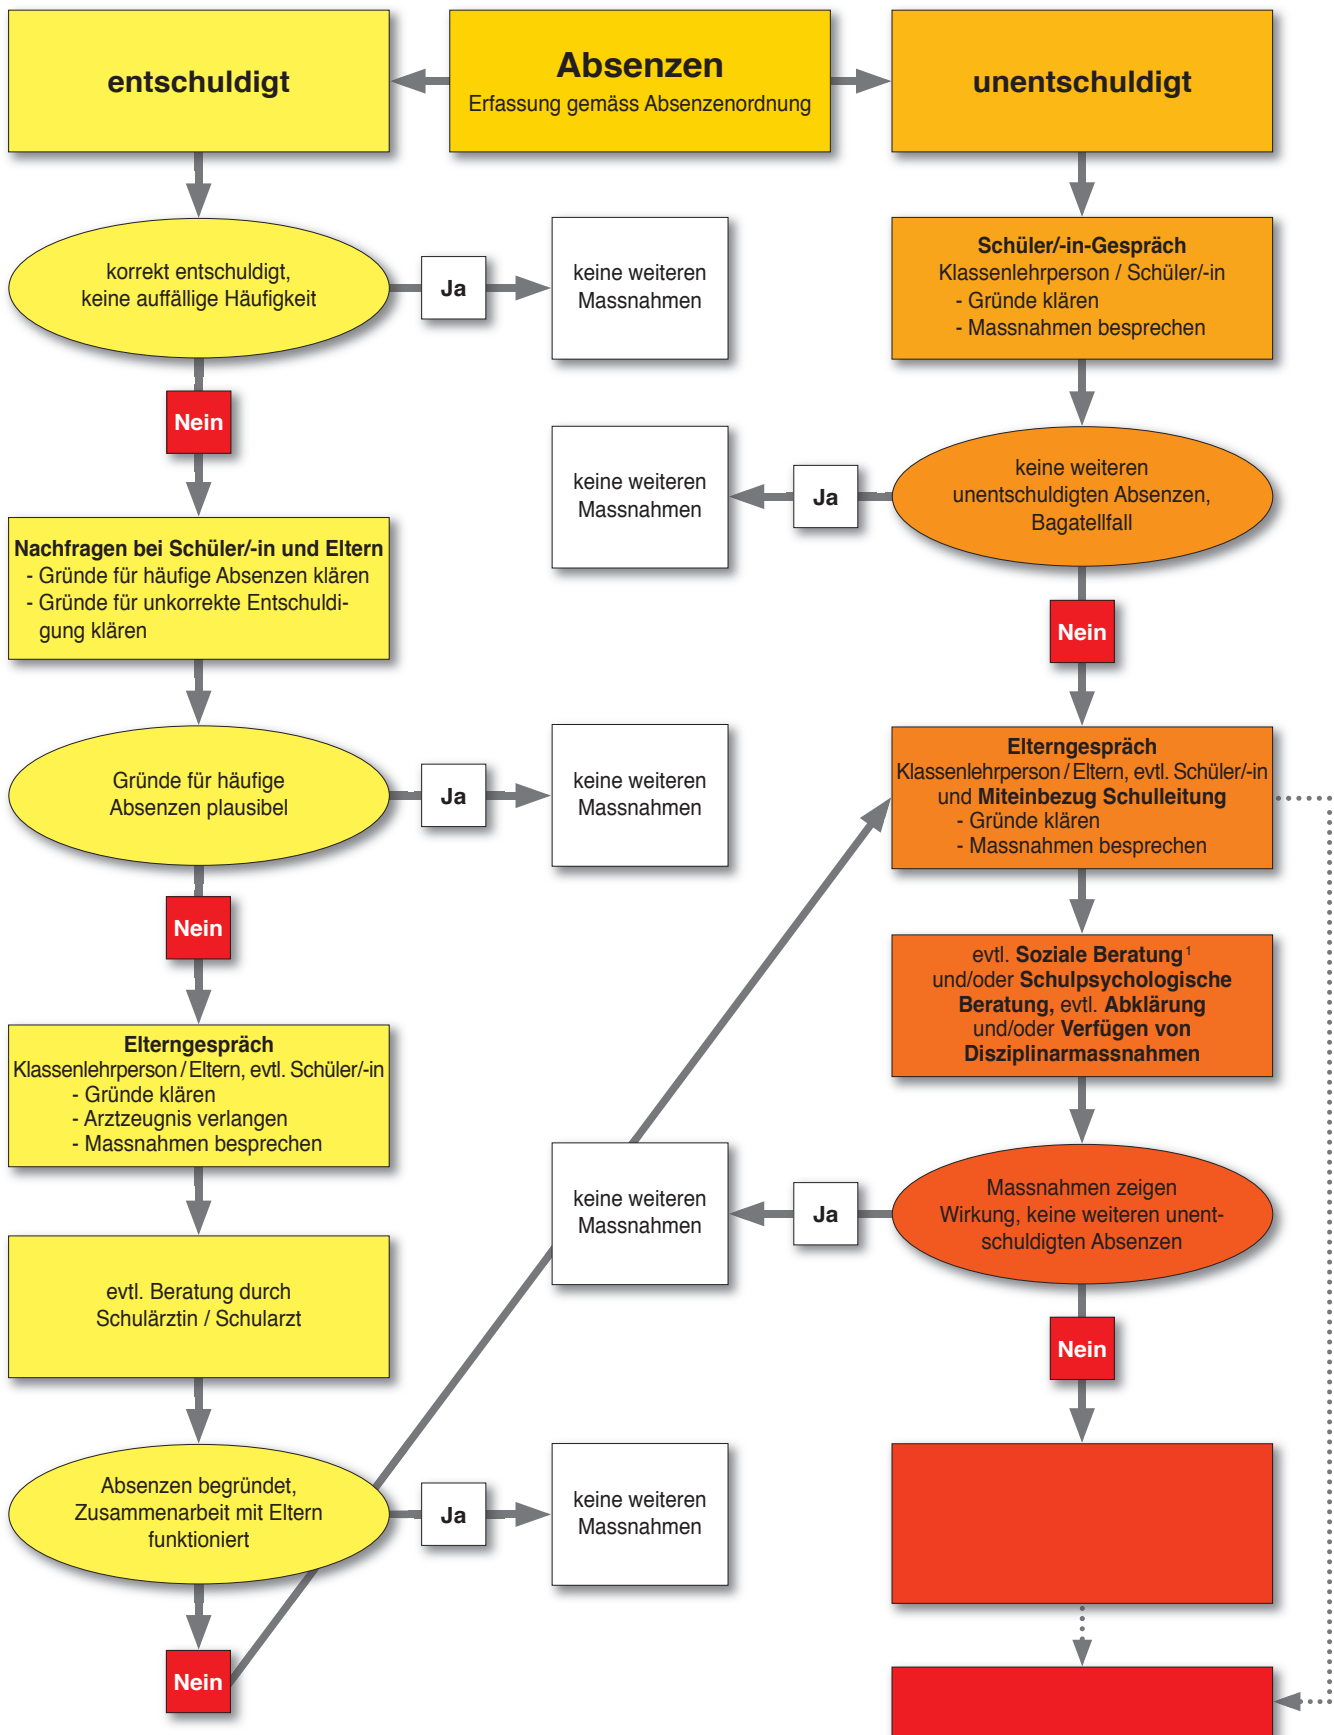 entschuldigt
Absenzen
Erfassung gemäss Absenzenordnung
unentschuldigt
korrekt entschuldigt,
keine auffällige Häufigkeit
Ja
keine weiteren
Massnahmen
Nein
Nachfragen bei Schüler/-in und Eltern
- Gründe für häufige Absenzen klären
- Gründe für unkorrekte Entschuldi-
gung klären
Gründe für häufige
Absenzen plausibel
Ja
keine weiteren
Massnahmen
Nein
Elterngespräch
Klassenlehrperson / Eltern, evtl. Schüler/-in
- Gründe klären
- Arztzeugnis verlangen
- Massnahmen besprechen
evtl. Beratung durch
Schulärztin / Schularzt
Absenzen begründet,
Zusammenarbeit mit Eltern
funktioniert
Ja
keine weiteren
Massnahmen
Nein
Schüler/-in-Gespräch
Klassenlehrperson / Schüler/-in
- Gründe klären
- Massnahmen besprechen
keine weiteren
unentschuldigten Absenzen,
Bagatellfall
Ja
keine weiteren
Massnahmen
Nein
Elterngespräch
Klassenlehrperson / Eltern, evtl. Schüler/-in
und Miteinbezug Schulleitung
- Gründe klären
- Massnahmen besprechen
evtl. Soziale Beratung¹
und/oder Schulpsychologische
Beratung, evtl. Abklärung
und/oder Verfügen von
Disziplinarmassnahmen
Massnahmen zeigen
Wirkung, keine weiteren unent-
schuldigten Absenzen
Ja
keine weiteren
Massnahmen
Nein